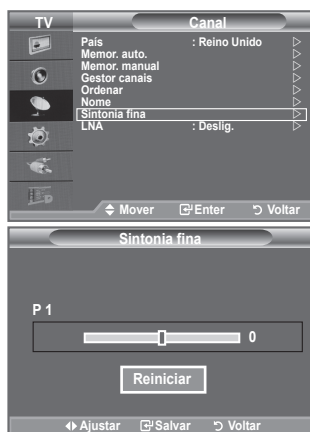 TV Canal
País : Reino Unido
Memor. auto.
Memor. manual
Gestor canais
Ordenar
Nome
Sintonia fina
LNA : Deslig.
Mover Enter Voltar
Sintonia fina
P 1
0
Reiniciar
Ajustar Salvar Voltar